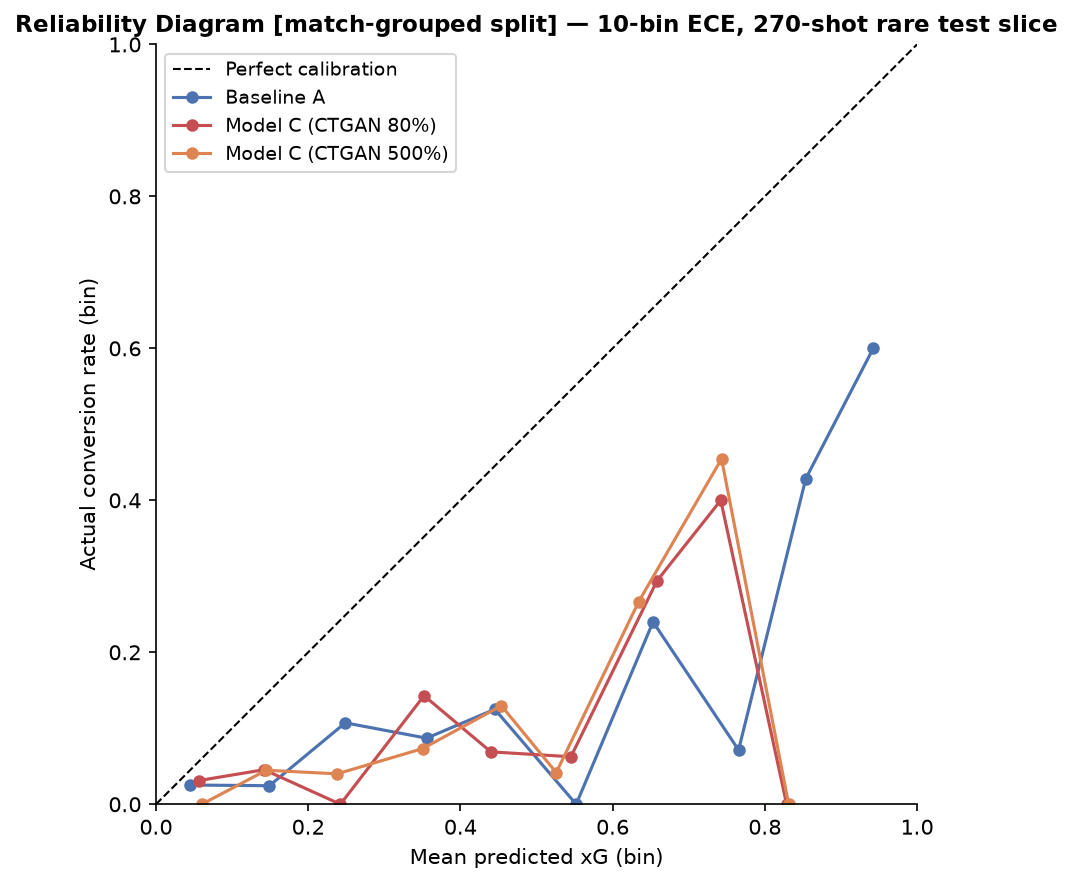 Reliability Diagram [match-grouped split] — 10-bin ECE, 270-shot rare test slice
Perfect calibration
Baseline A
Model C (CTGAN 80%)
Model C (CTGAN 500%)
Actual conversion rate (bin)
1.0
0.8
0.6
0.4
0.2
0.0
0.0 0.2 0.4 0.6 0.8 1.0
Mean predicted xG (bin)